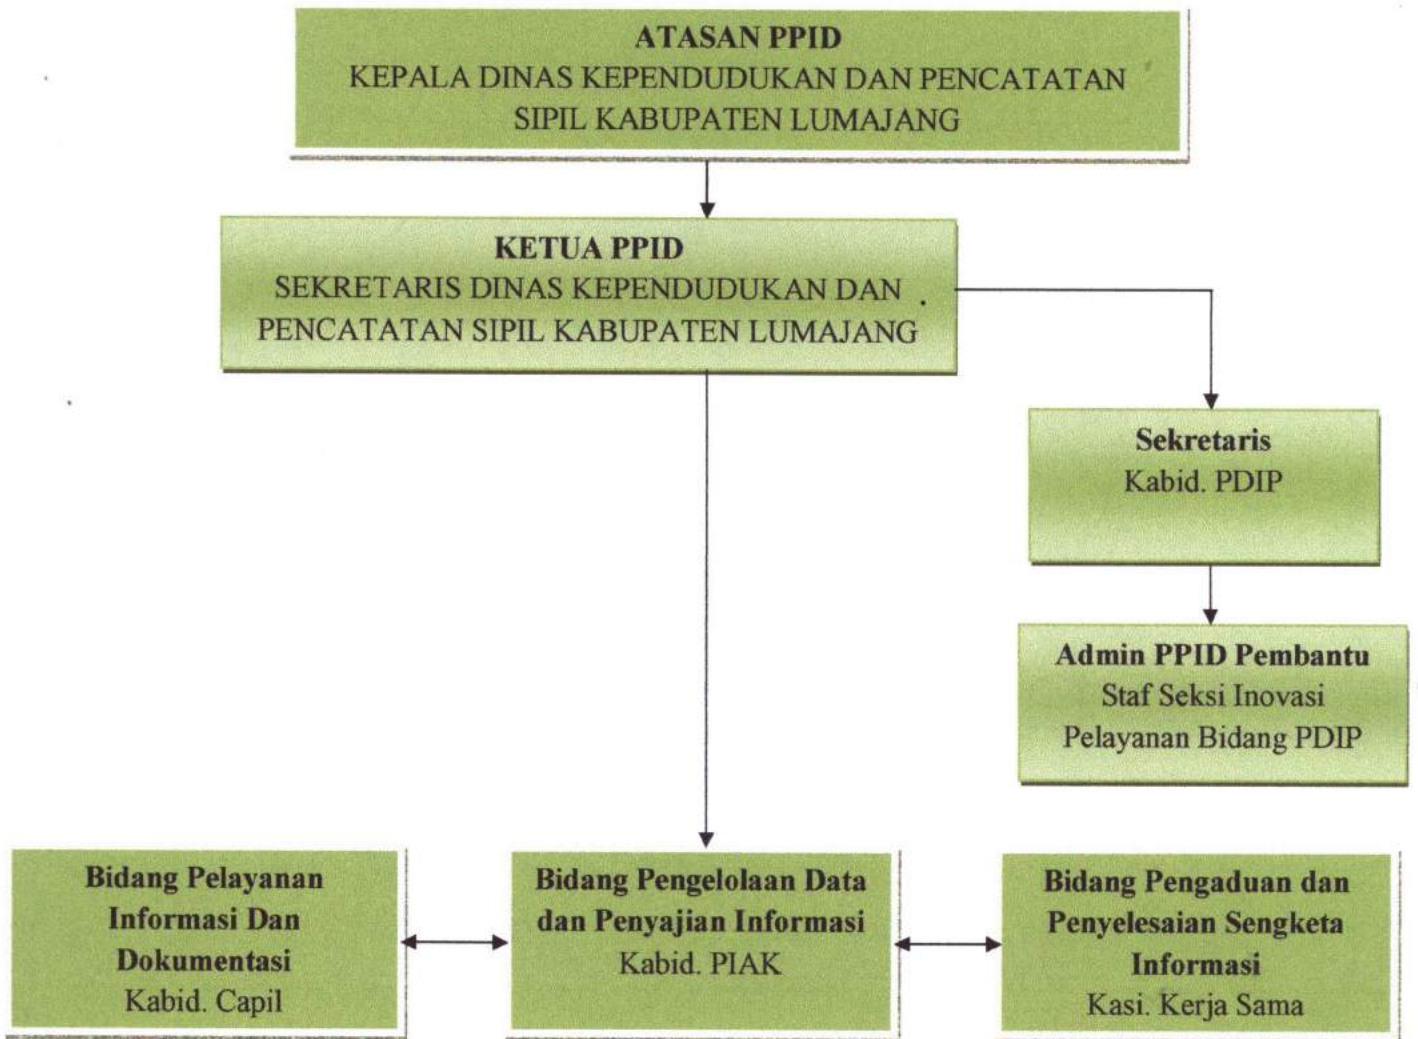 ATASAN PPID
KEPALA DINAS KEPENDUDUKAN DAN PENCATATAN
SIPIL KABUPATEN LUMAJANG
KETUA PPID
SEKRETARIS DINAS KEPENDUDUKAN DAN
PENCATATAN SIPIL KABUPATEN LUMAJANG
Sekretaris
Kabid. PDIP
Admin PPID Pembantu
Staf Seksi Inovasi
Pelayanan Bidang PDIP
Bidang Pelayanan
Informasi Dan
Dokumentasi
Kabid. Capil
Bidang Pengelolaan Data
dan Penyajian Informasi
Kabid. PIAK
Bidang Pengaduan dan
Penyelesaian Sengketa
Informasi
Kasi. Kerja Sama